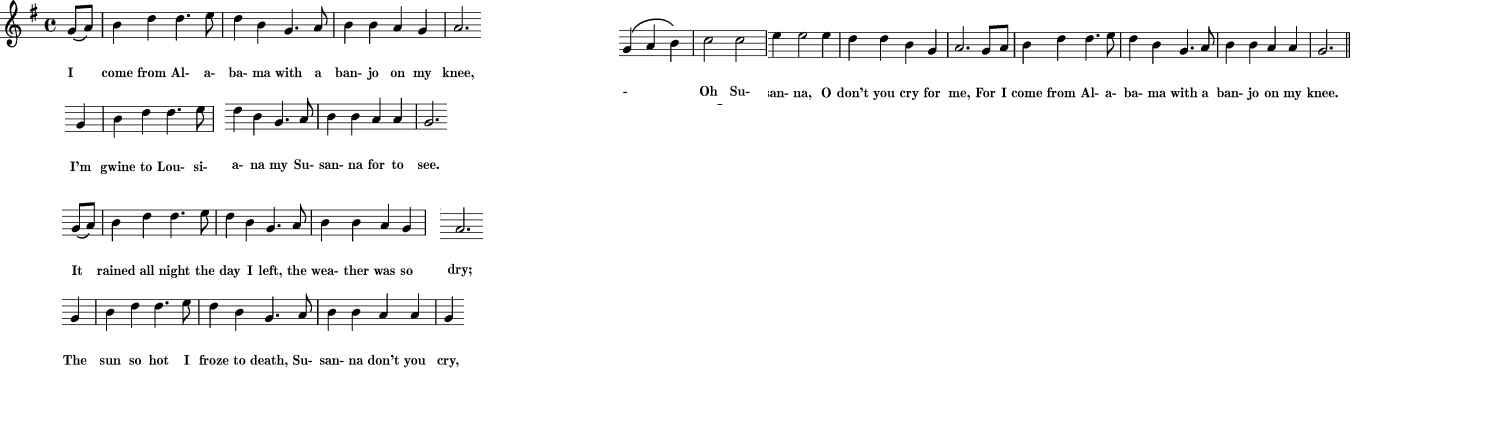 I come from Al- a- ba- ma with a ban- jo on my knee,
I'm gwine to Lou- si- a- na my Su- san- na for to see.
It rained all night the day I left, the wea- ther was so dry;
The sun so hot I froze to death, Su- san- na don't you cry,
- Oh Su- san- na, O don't you cry for me, For I come from Al- a- ba- ma with a ban- jo on my knee.